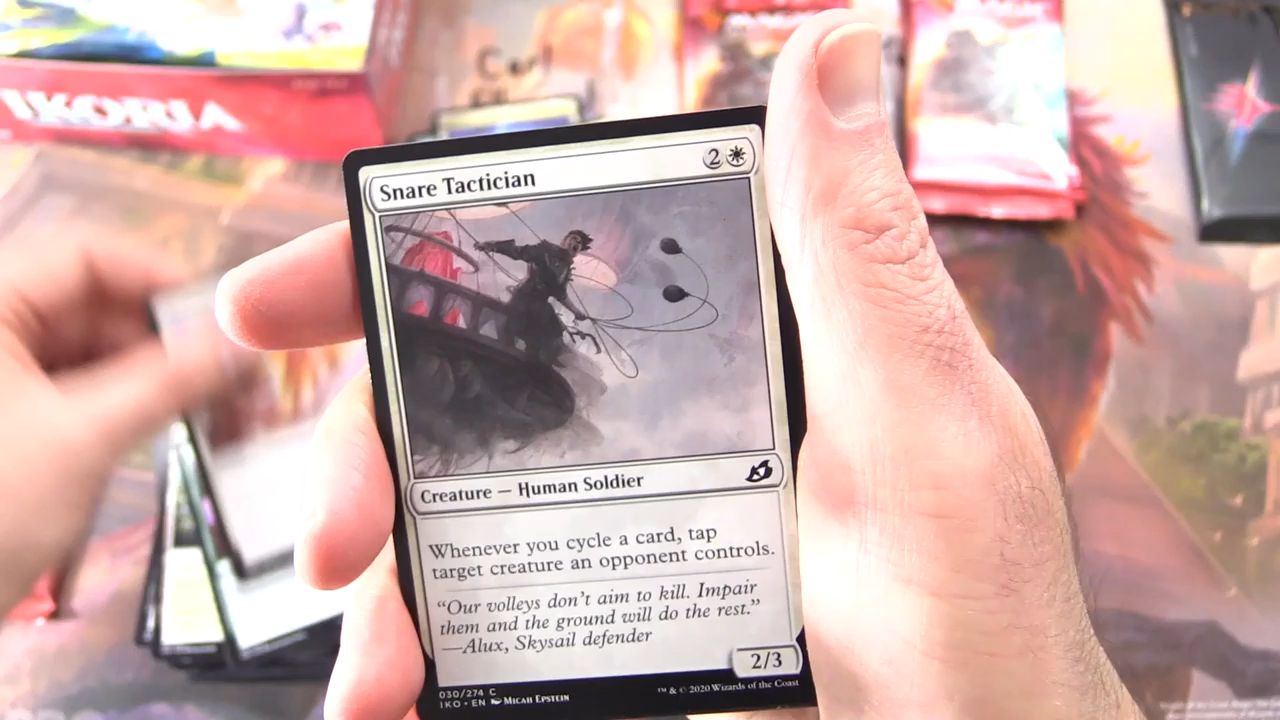 IKORIA
Snare Tactician
2
Creature — Human Soldier
Whenever you cycle a card, tap
target creature an opponent controls.
“Our volleys don’t aim to kill. Impair
them and the ground will do the rest.”
—Alux, Skysail defender
2/3
030/274 C
IKO • EN Micah Epstein
™ & © 2020 Wizards of the Coast